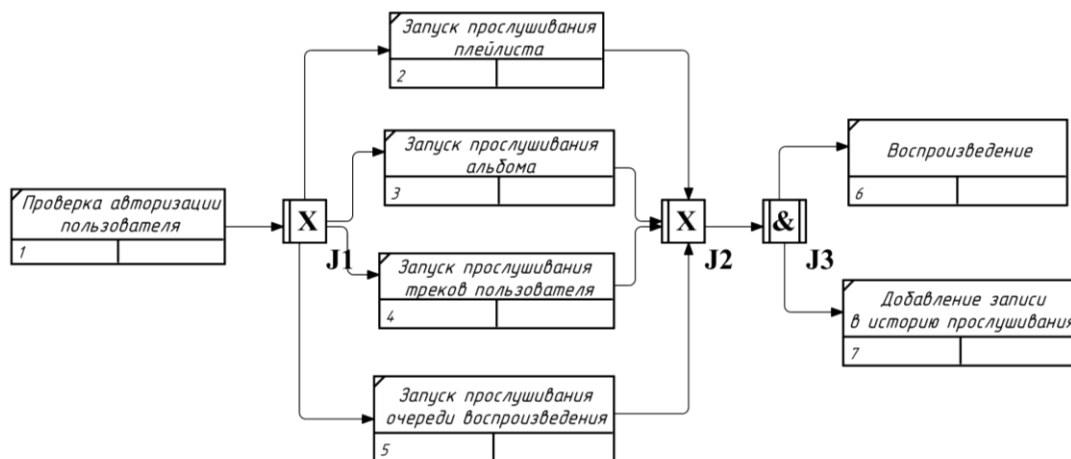 Запуск прослушивания
плейлиста
2
Запуск прослушивания
альбома
3
Проверка авторизации
пользователя
1
X
J1
Запуск прослушивания
треков пользователя
4
Запуск прослушивания
очереди воспроизведения
5
X
J2
&
J3
Воспроизведение
6
Добавление записи
в историю прослушивания
7